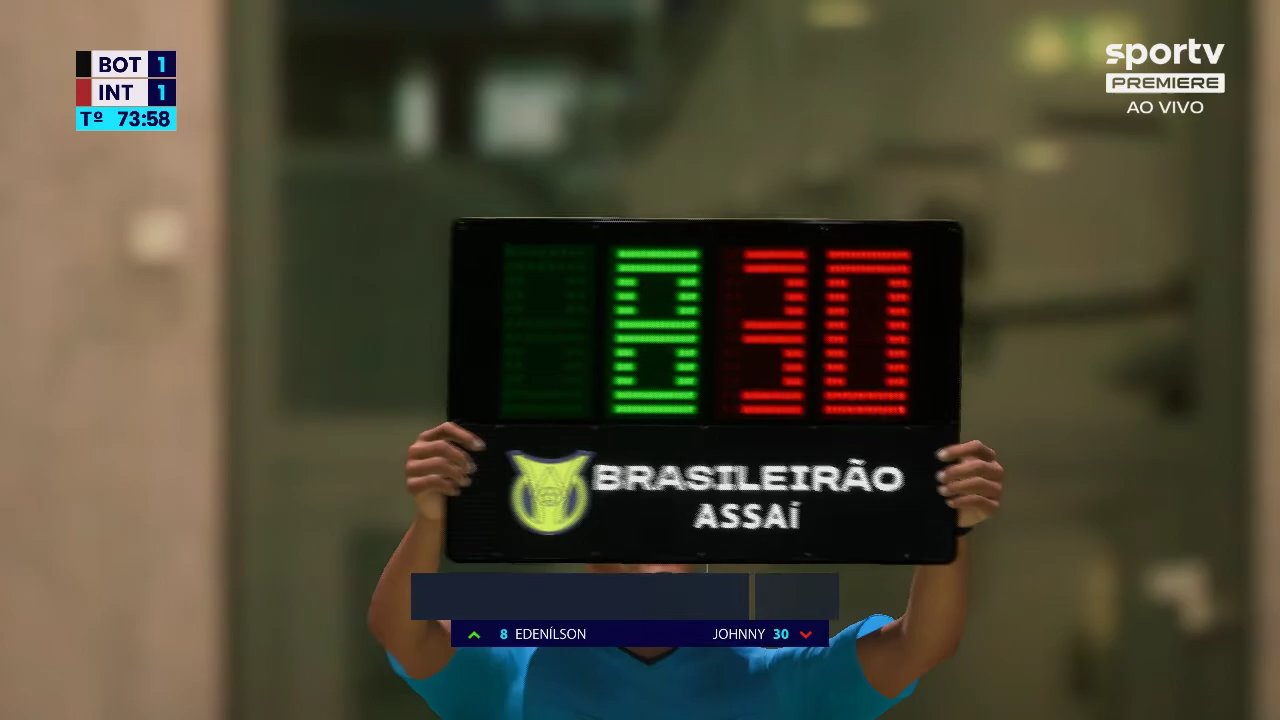 BOT 1
INT 1
Tº 73:58
sportv
PREMIERE
AO VIVO
8 30
BRASILEIRÃO
ASSAÍ
8 EDENÍLSON JOHNNY 30